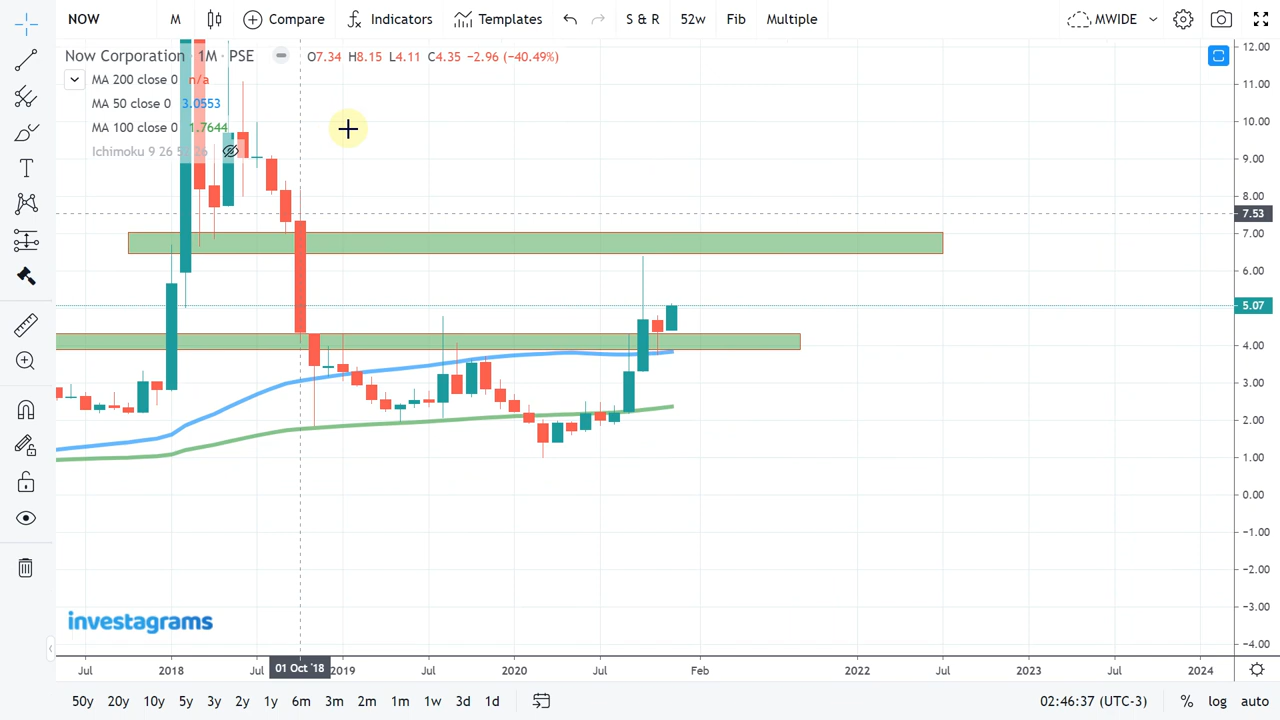 NOW M Compare Indicators Templates S & R 52w Fib Multiple MWIDE
Now Corporation · 1M · PSE O7.34 H8.15 L4.11 C4.35 −2.96 (−40.49%)
MA 200 close 0 n/a
MA 50 close 0 3.0553
MA 100 close 0 1.7644
Ichimoku 9 26 52 26
12.00
11.00
10.00
9.00
8.00
7.53
7.00
6.00
5.07
4.00
3.00
2.00
1.00
0.00
−1.00
−2.00
−3.00
−4.00
investagrams
Jul 2018 Jul 01 Oct '18 2019 Jul 2020 Jul Feb 2022 Jul 2023 Jul 2024
50y 20y 10y 5y 3y 2y 1y 6m 3m 2m 1m 1w 3d 1d 02:46:37 (UTC-3) % log auto